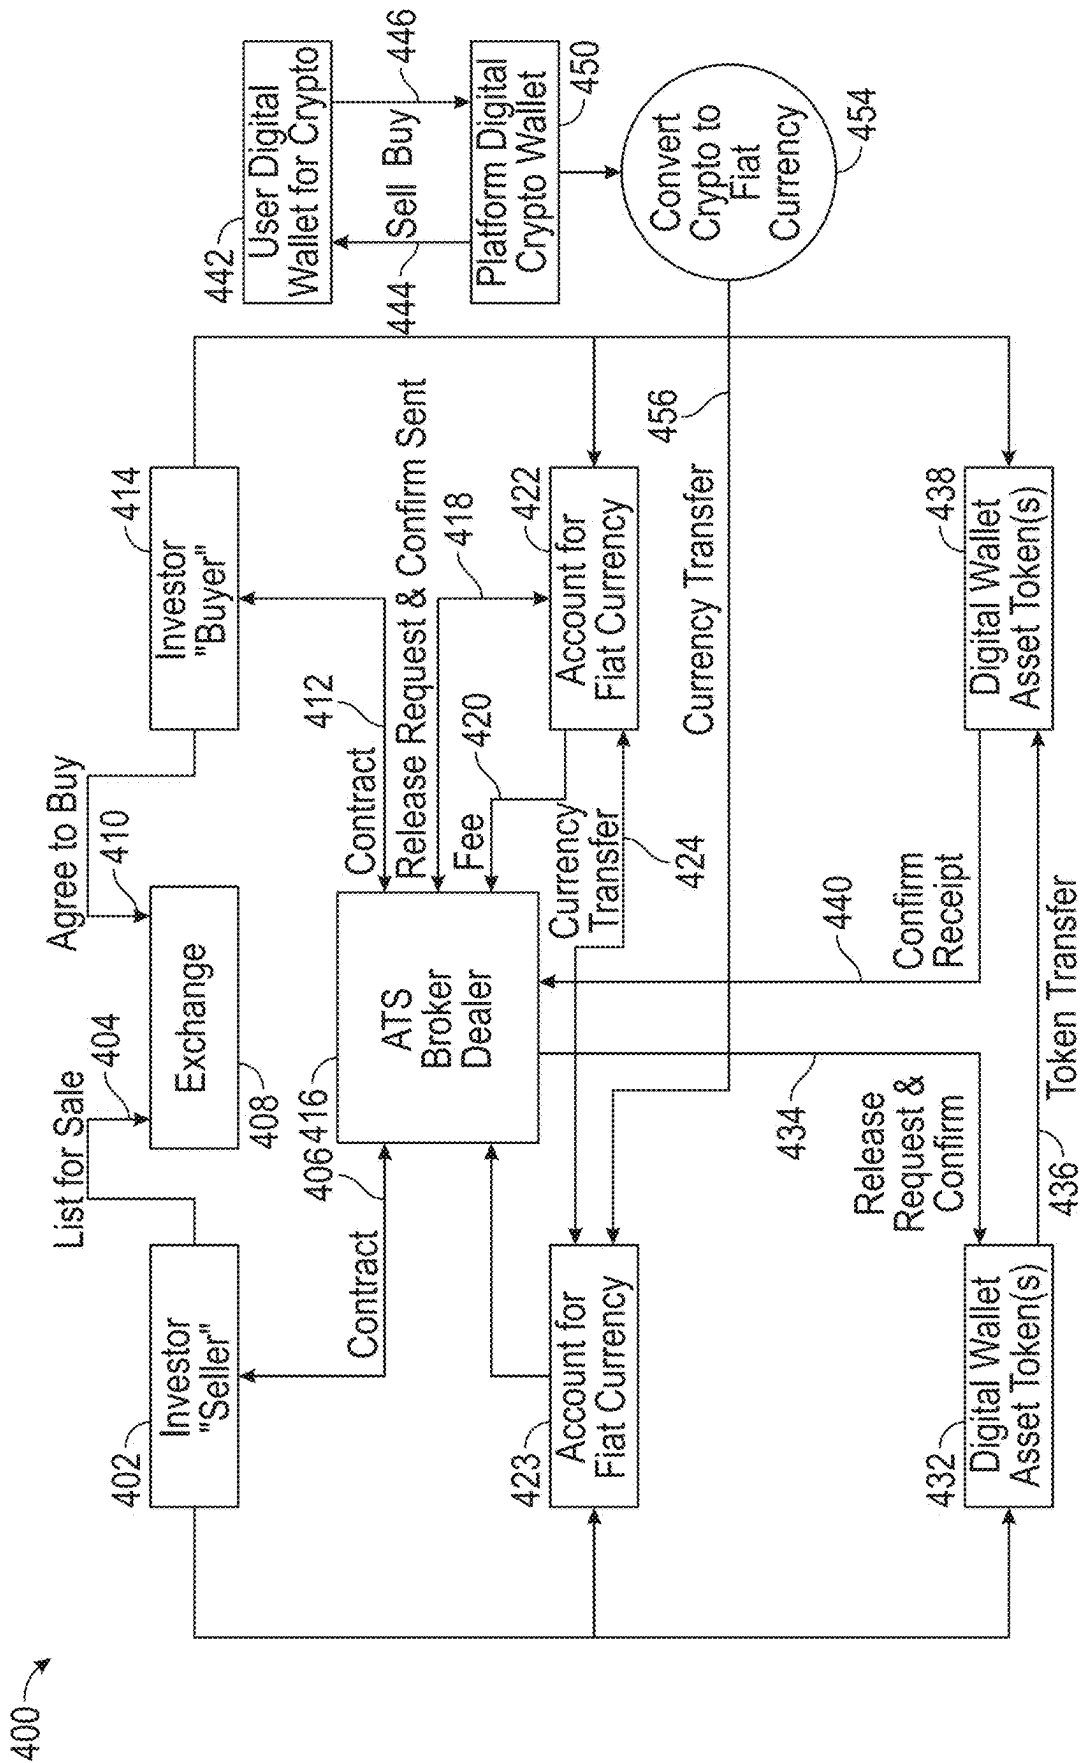 400
402
Investor
"Seller"
List for Sale
404
Exchange
408
Agree to Buy
410
Investor
"Buyer"
414
442
User Digital
Wallet for Crypto
444
Sell
Buy
446
Platform Digital
Crypto Wallet
450
Convert
Crypto to
Fiat
Currency
454
Contract
406
416
ATS
Broker
Dealer
Contract
412
Release Request & Confirm Sent
418
Fee
420
423
Account for
Fiat Currency
Currency
Transfer
424
Account for
Fiat Currency
422
Currency Transfer
456
434
Release
Request &
Confirm
440
Confirm
Receipt
432
Digital Wallet
Asset Token(s)
436
Token Transfer
Digital Wallet
Asset Token(s)
438